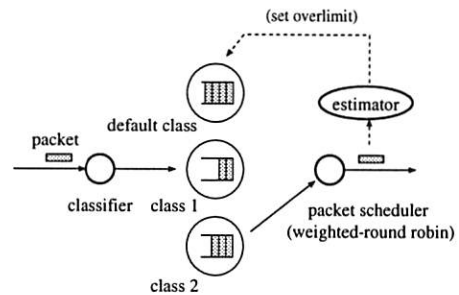 (set overlimit)
estimator
default class
packet
classifier
class 1
packet scheduler
(weighted-round robin)
class 2